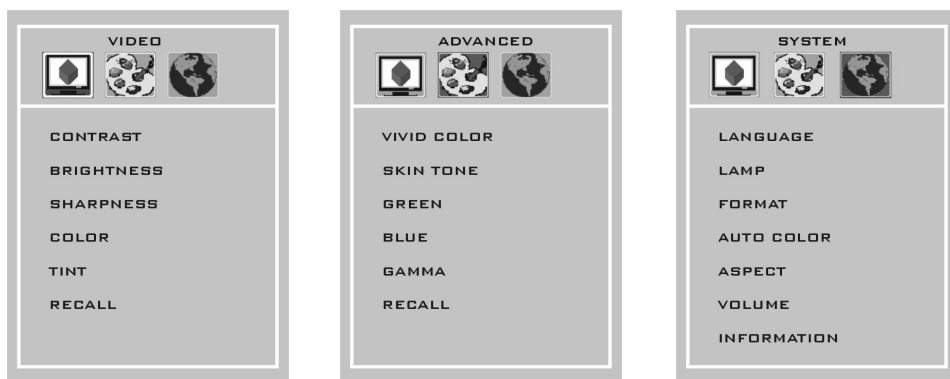 VIDEO
CONTRAST
BRIGHTNESS
SHARPNESS
COLOR
TINT
RECALL
ADVANCED
VIVID COLOR
SKIN TONE
GREEN
BLUE
GAMMA
RECALL
SYSTEM
LANGUAGE
LAMP
FORMAT
AUTO COLOR
ASPECT
VOLUME
INFORMATION